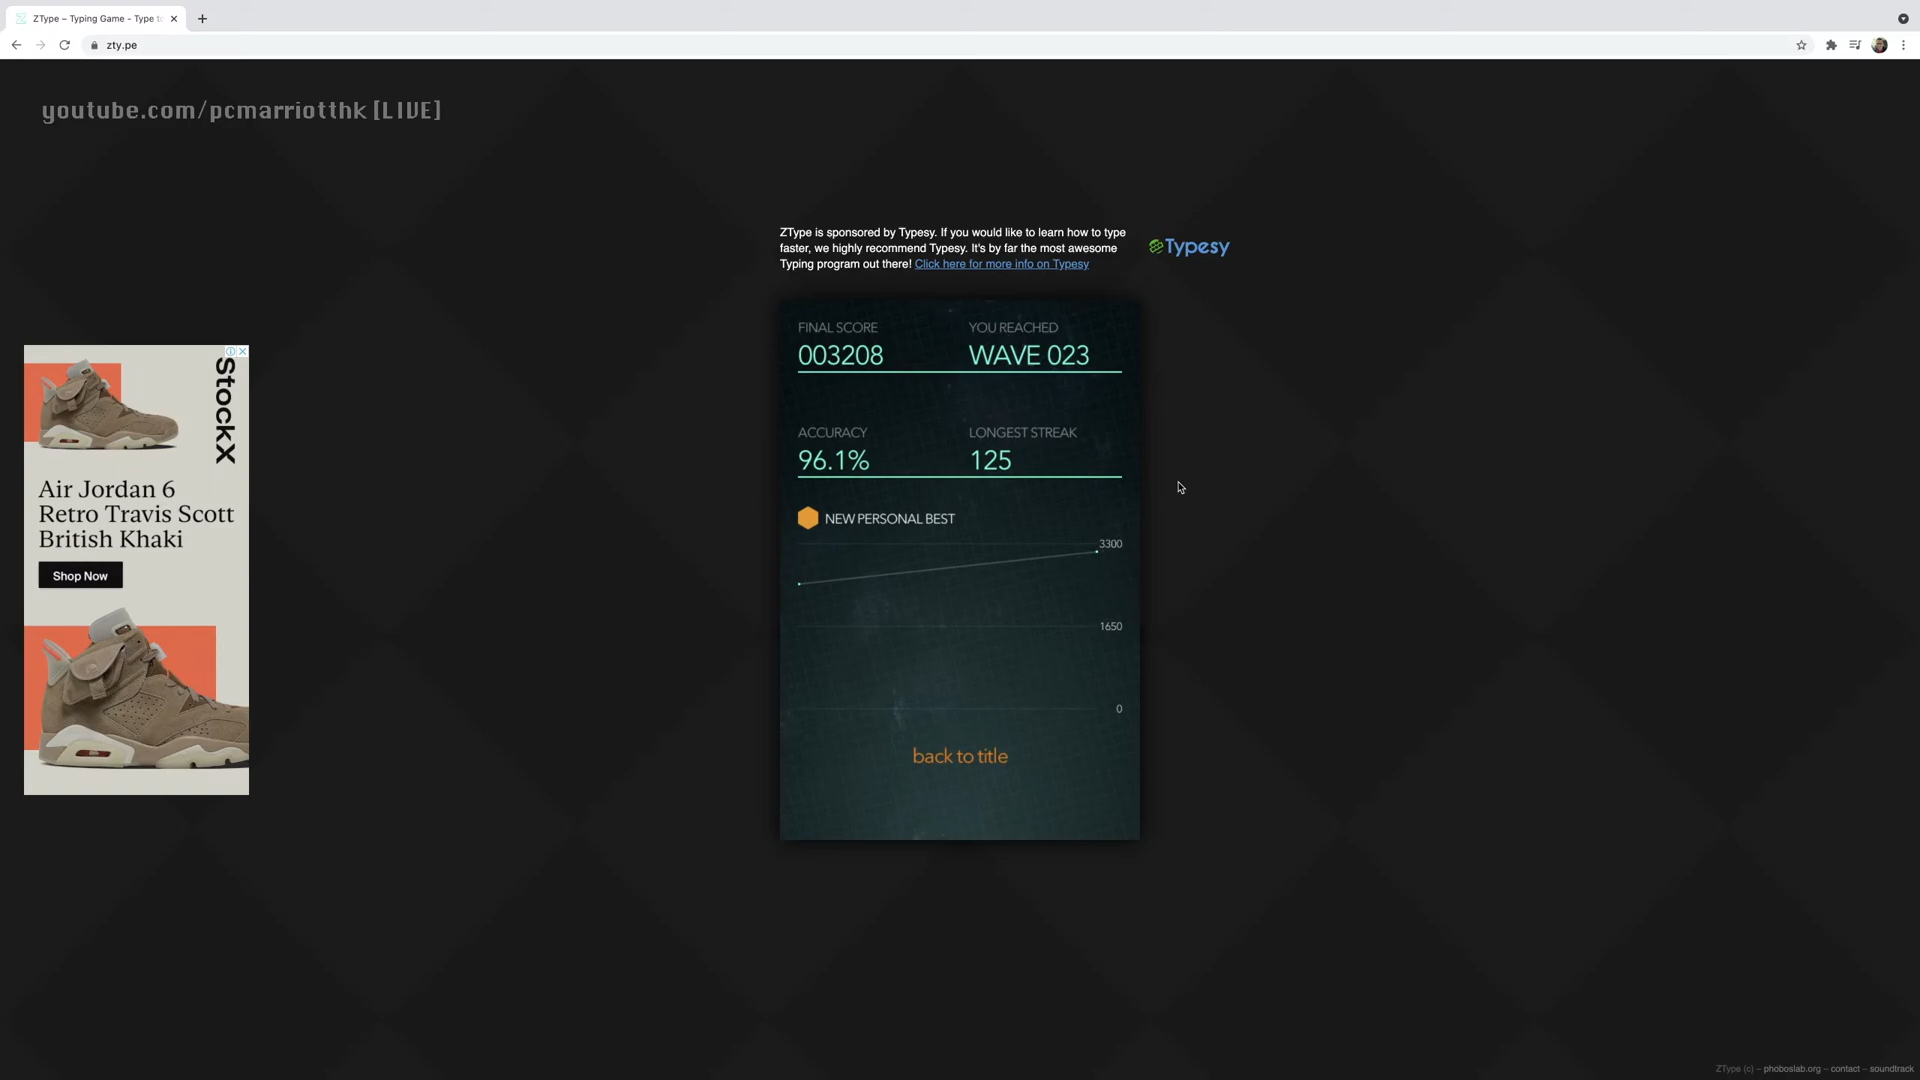 ZType – Typing Game - Type to
zty.pe
youtube.com/pcmarriotthk [LIVE]
ZType is sponsored by Typesy. If you would like to learn how to type
faster, we highly recommend Typesy. It's by far the most awesome
Typing program out there! Click here for more info on Typesy
Typesy
FINAL SCORE
003208
YOU REACHED
WAVE 023
ACCURACY
96.1%
LONGEST STREAK
125
NEW PERSONAL BEST
3300
1650
0
back to title
StockX
Air Jordan 6
Retro Travis Scott
British Khaki
Shop Now
ZType (c) – phoboslab.org – contact – soundtrack